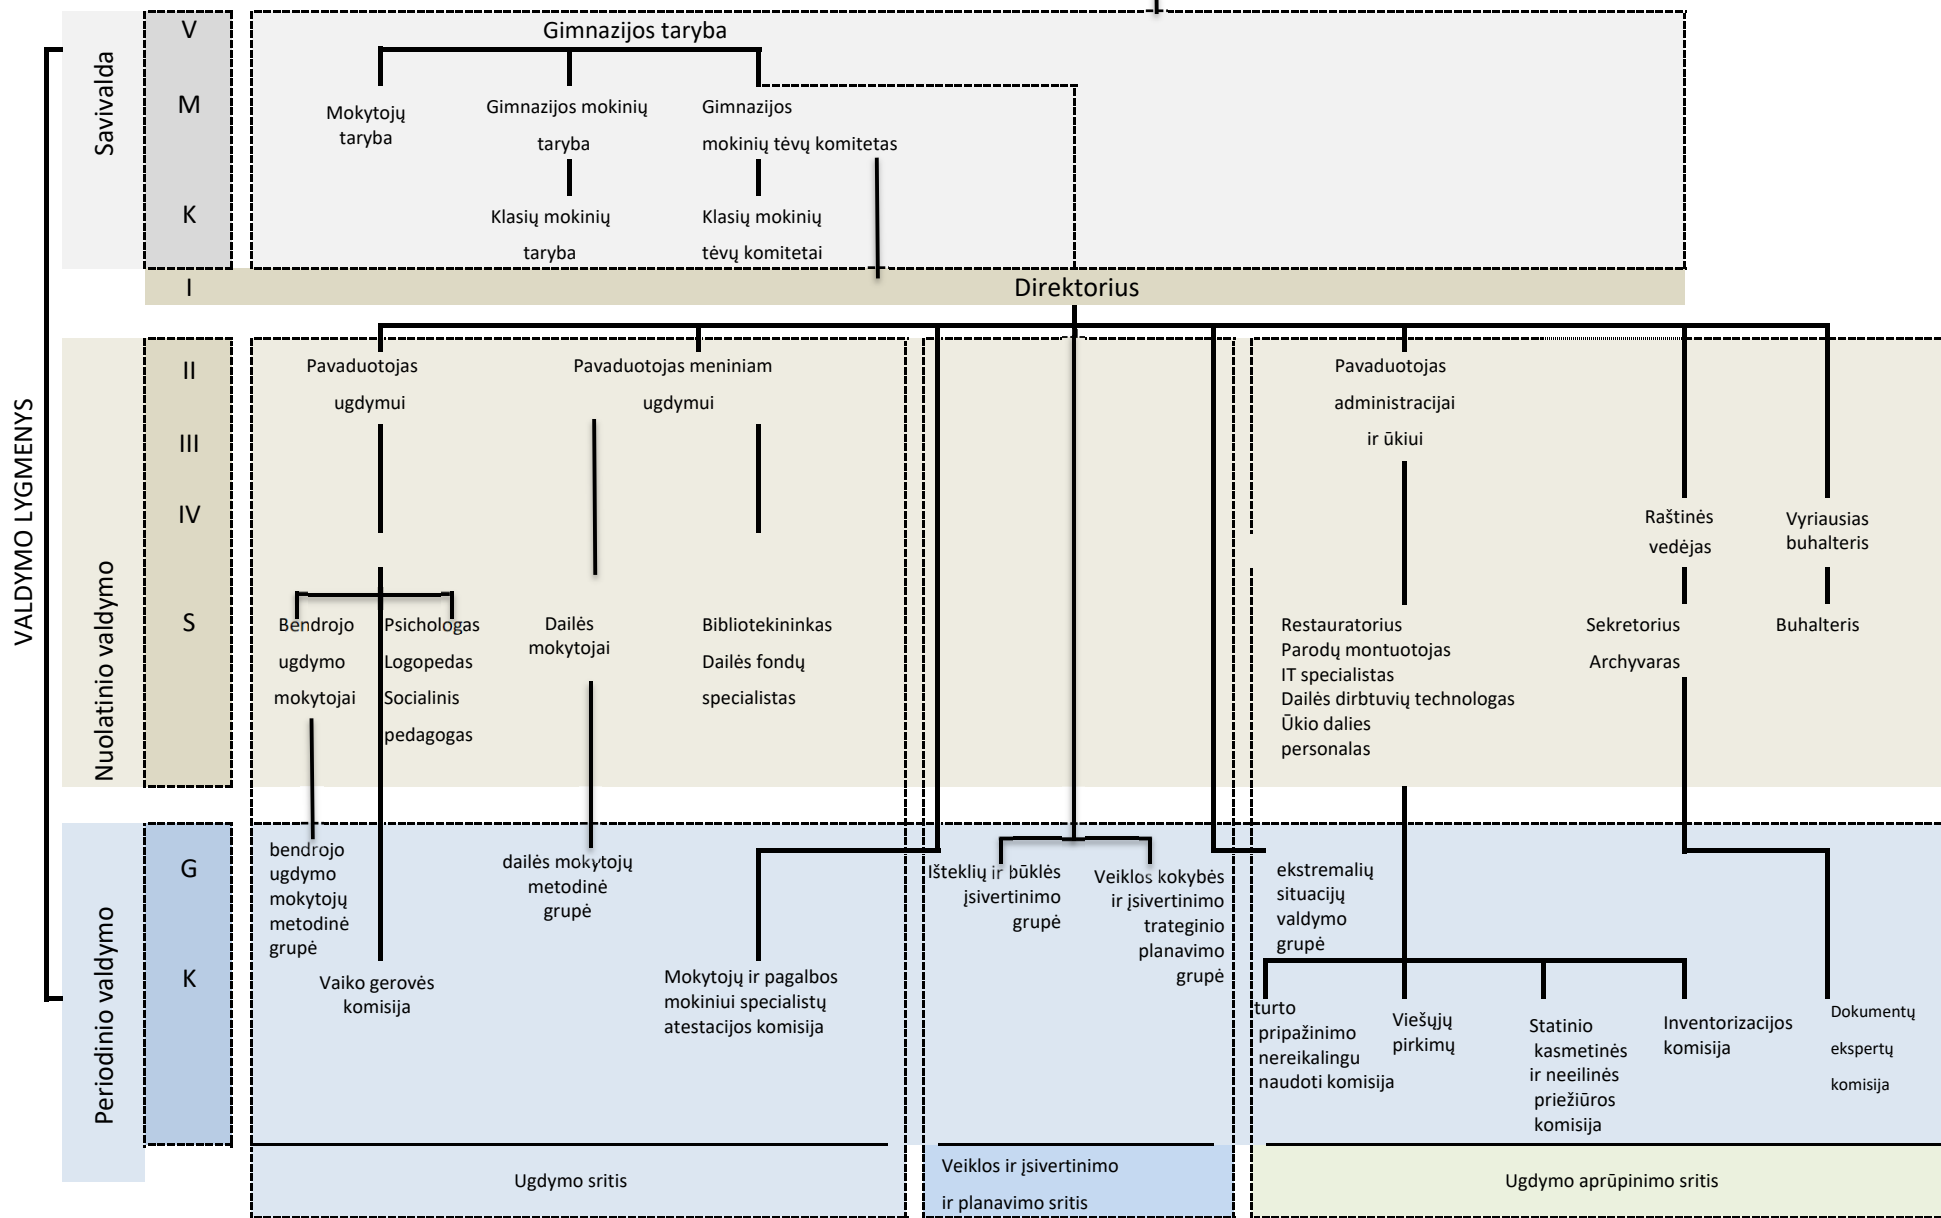 VALDYMO LYGMENYS
Savivalda
V
M
K
Gimnazijos taryba
Mokytojų
taryba
Gimnazijos mokinių
taryba
Gimnazijos
mokinių tėvų komitetas
Klasių mokinių
taryba
Klasių mokinių
tėvų komitetai
I
Direktorius
Nuolatinio valdymo
II
III
IV
S
Pavaduotojas
ugdymui
Pavaduotojas meniniam
ugdymui
Pavaduotojas
administracijai
ir ūkiui
Raštinės
vedėjas
Vyriausias
buhalteris
Bendrojo
ugdymo
mokytojai
Psichologas
Logopedas
Socialinis
pedagogas
Dailės
mokytojai
Bibliotekininkas
Dailės fondų
specialistas
Restauratorius
Parodų montuotojas
IT specialistas
Dailės dirbtuvių technologas
Ūkio dalies
personalas
Sekretorius
Archyvaras
Buhalteris
Periodinio valdymo
G
K
bendrojo
ugdymo
mokytojų
metodinė
grupė
Vaiko gerovės
komisija
dailės mokytojų
metodinė
grupė
Mokytojų ir pagalbos
mokiniui specialistų
atestacijos komisija
Išteklių ir būklės
įsivertinimo
grupė
Veiklos kokybės
ir įsivertinimo
trateginio
planavimo
grupė
ekstremalių
situacijų
valdymo
grupė
turto
pripažinimo
nereikalingu
naudoti komisija
Viešųjų
pirkimų
Statinio
kasmetinės
ir neeilinės
priežiūros
komisija
Inventorizacijos
komisija
Dokumentų
ekspertų
komisija
Ugdymo sritis
Veiklos ir įsivertinimo
ir planavimo sritis
Ugdymo aprūpinimo sritis